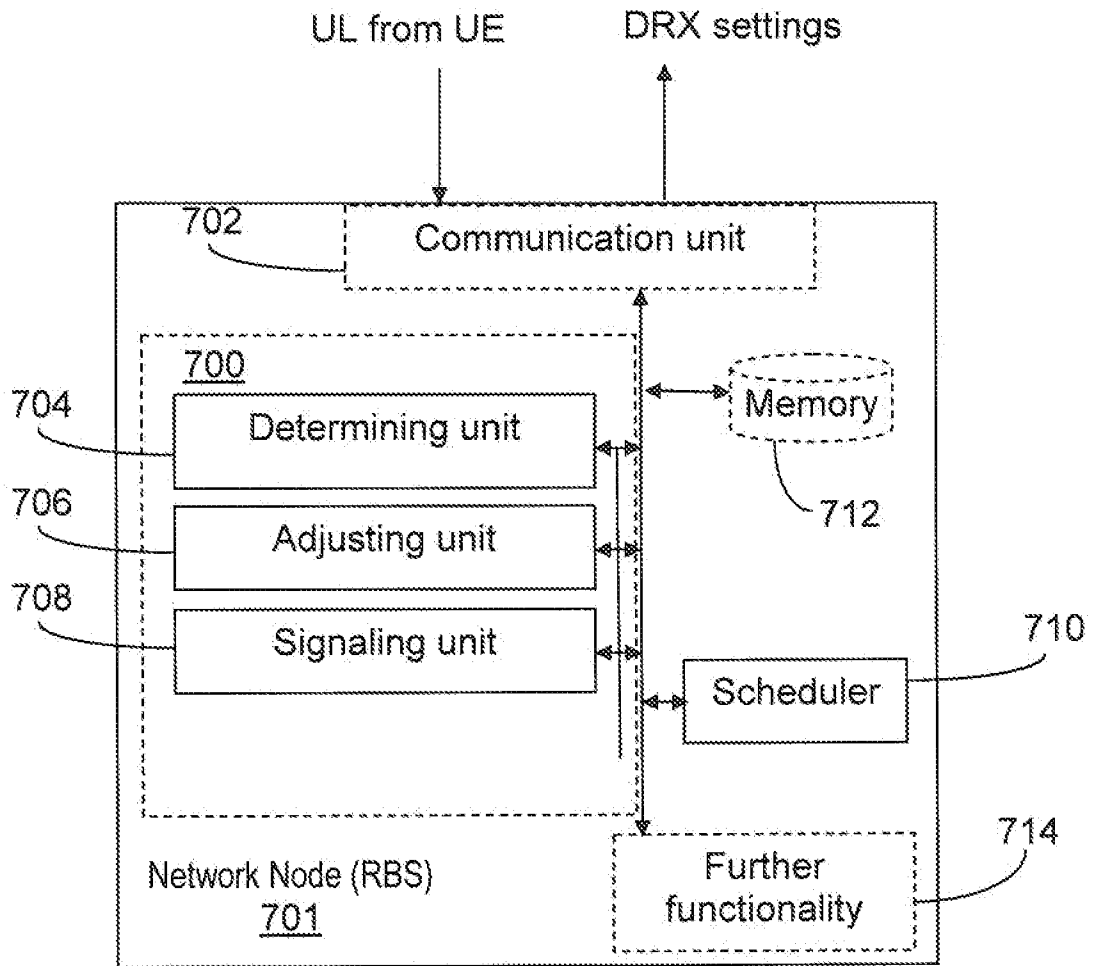 UL from UE
DRX settings
702
Communication unit
700
704
Determining unit
Memory
706
Adjusting unit
712
708
Signaling unit
710
Scheduler
714
Further
functionality
Network Node (RBS)
701